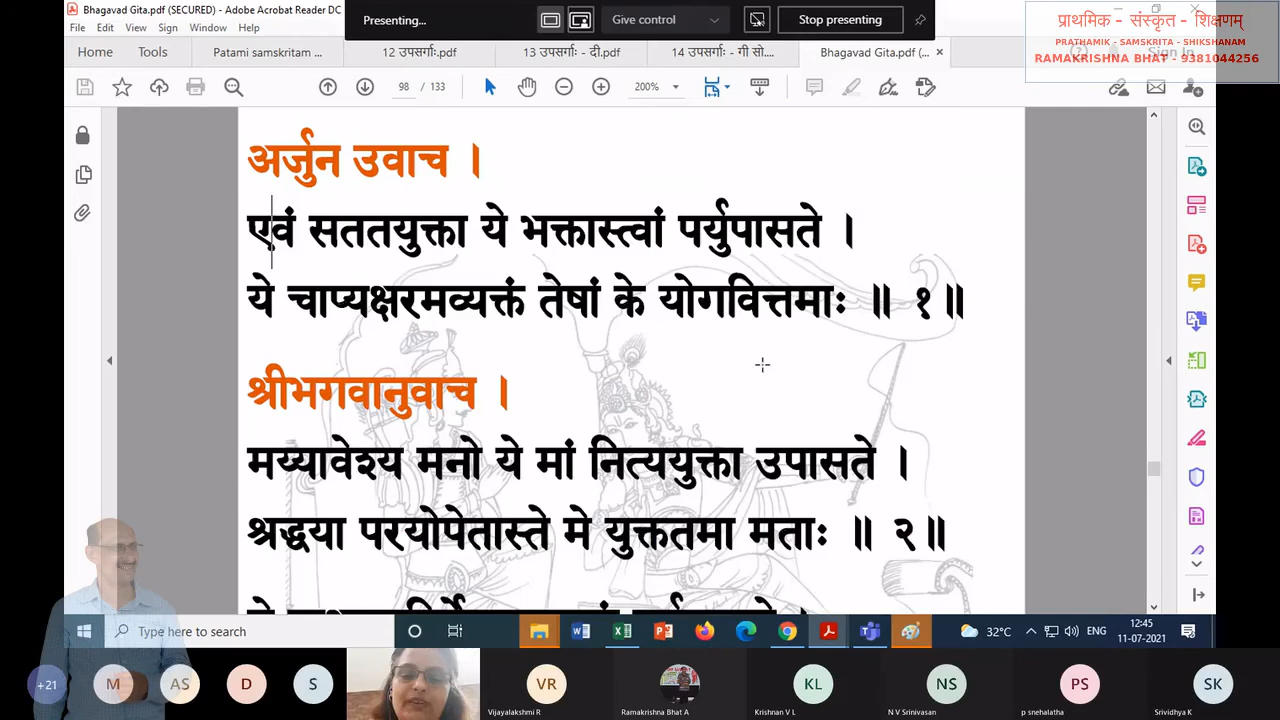 Bhagavad Gita.pdf (SECURED) - Adobe Acrobat Reader DC
File Edit View Sign Window Help
Presenting...
Give control
Stop presenting
प्राथमिक - संस्कृत - शिक्षणम्
PRATHAMIK - SAMSKRITA - SHIKSHANAM
RAMAKRISHNA BHAT - 9381044256
Home Tools Patami samskritam ... 12 उपसर्गाः.pdf 13 उपसर्गाः - दी.pdf 14 उपसर्गाः - गी सो.... Bhagavad Gita.pdf (... × Sign In
98 / 133 200%
अर्जुन उवाच ।
एवं सततयुक्ता ये भक्तास्त्वां पर्युपासते ।
ये चाप्यक्षरमव्यक्तं तेषां के योगवित्तमाः ॥ १॥
श्रीभगवानुवाच ।
मय्यावेश्य मनो ये मां नित्ययुक्ता उपासते ।
श्रद्धया परयोपेतास्ते मे युक्ततमा मताः ॥ २॥
Type here to search
32°C ENG 12:45
11-07-2021
+21 M AS D S VR KL NS PS SK
Vijayalakshmi R Ramakrishna Bhat A Krishnan V L N V Srinivasan p snehalatha Srividhya K